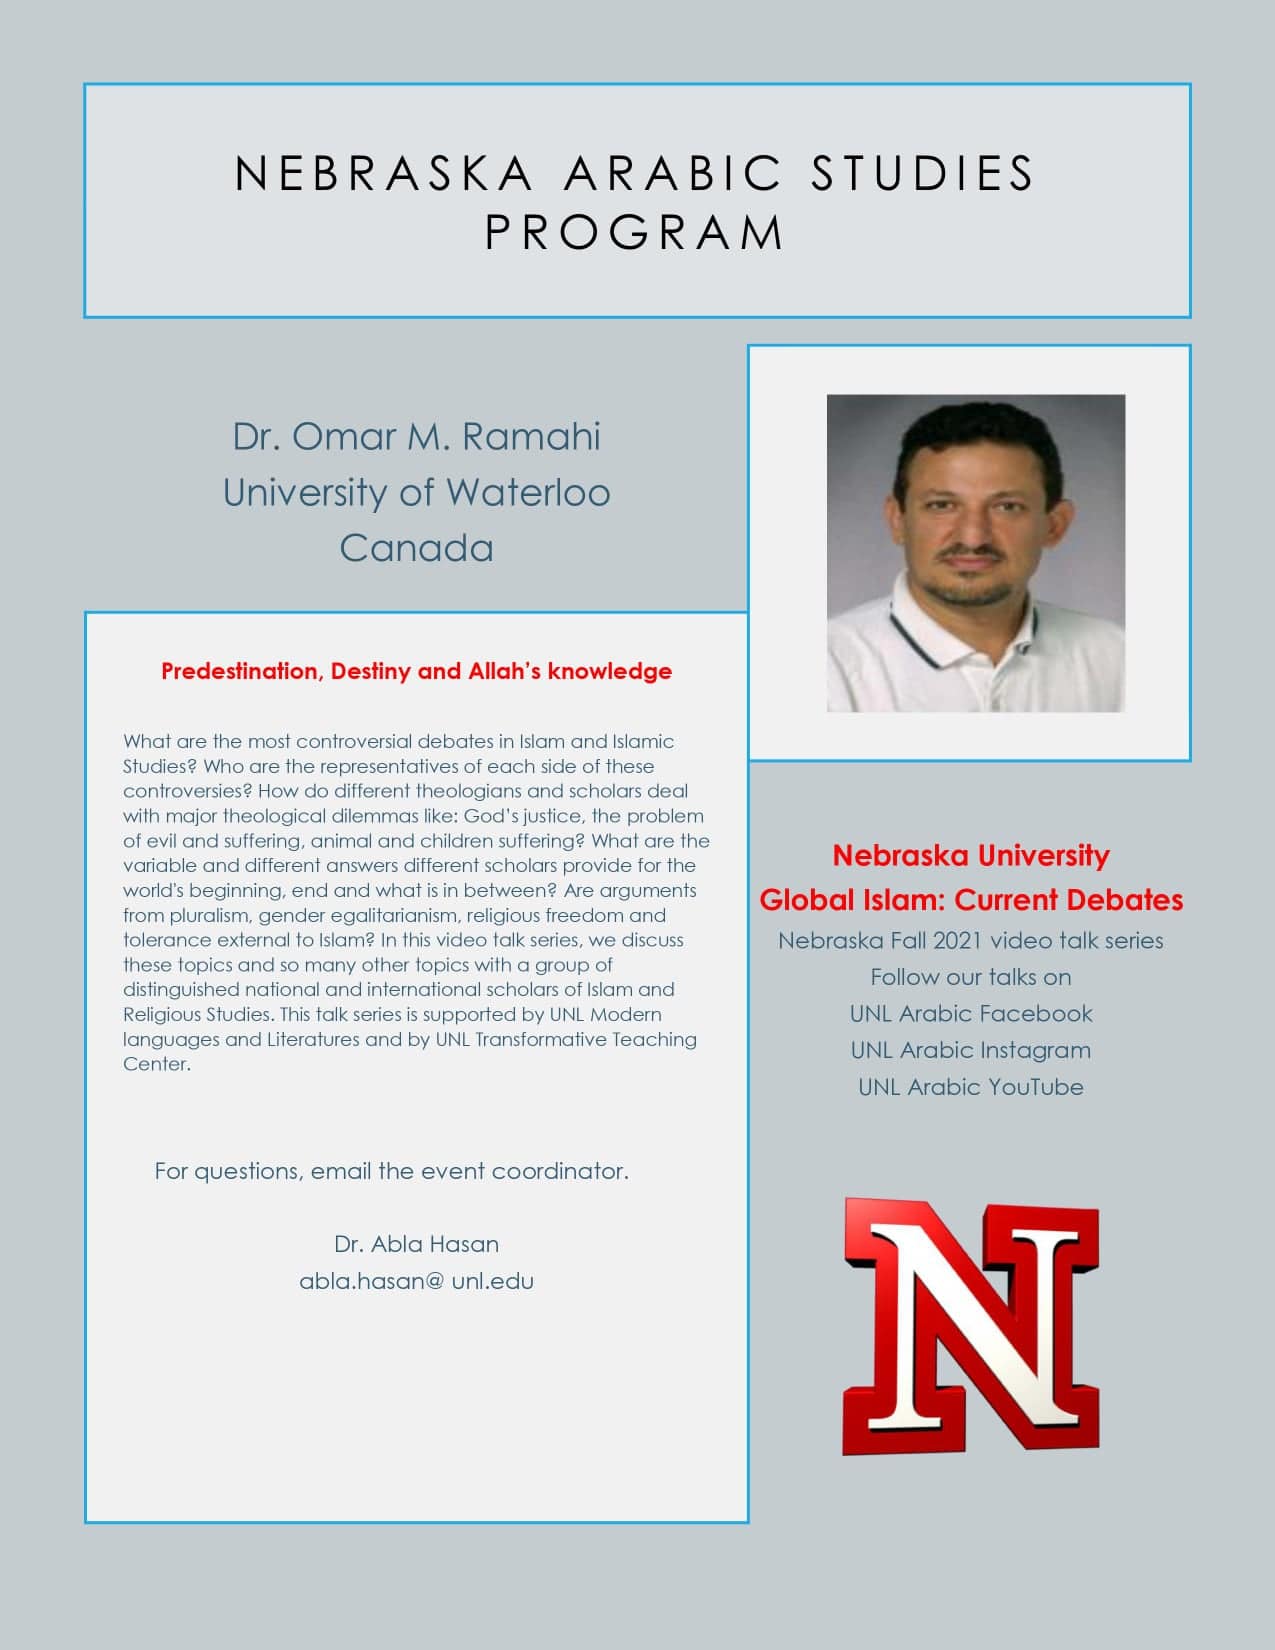 NEBRASKA ARABIC STUDIES
PROGRAM
Dr. Omar M. Ramahi
University of Waterloo
Canada
Predestination, Destiny and Allah’s knowledge
What are the most controversial debates in Islam and Islamic
Studies? Who are the representatives of each side of these
controversies? How do different theologians and scholars deal
with major theological dilemmas like: God’s justice, the problem
of evil and suffering, animal and children suffering? What are the
variable and different answers different scholars provide for the
world's beginning, end and what is in between? Are arguments
from pluralism, gender egalitarianism, religious freedom and
tolerance external to Islam? In this video talk series, we discuss
these topics and so many other topics with a group of
distinguished national and international scholars of Islam and
Religious Studies. This talk series is supported by UNL Modern
languages and Literatures and by UNL Transformative Teaching
Center.
For questions, email the event coordinator.
Dr. Abla Hasan
abla.hasan@ unl.edu
Nebraska University
Global Islam: Current Debates
Nebraska Fall 2021 video talk series
Follow our talks on
UNL Arabic Facebook
UNL Arabic Instagram
UNL Arabic YouTube
N